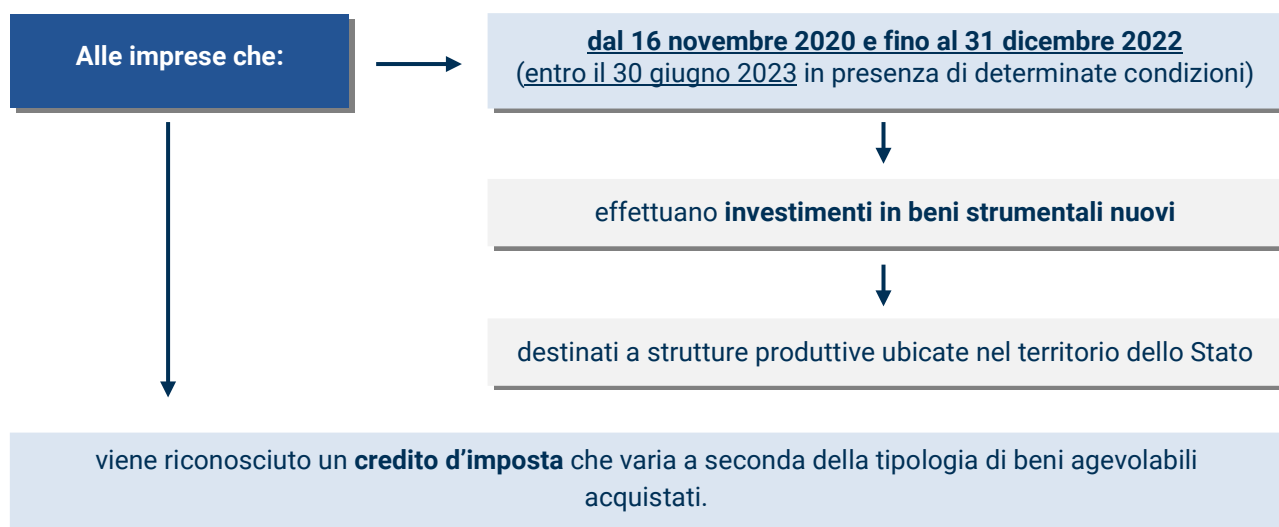 Alle imprese che:
dal 16 novembre 2020 e fino al 31 dicembre 2022
(entro il 30 giugno 2023 in presenza di determinate condizioni)
effettuano investimenti in beni strumentali nuovi
destinati a strutture produttive ubicate nel territorio dello Stato
viene riconosciuto un credito d’imposta che varia a seconda della tipologia di beni agevolabili
acquistati.